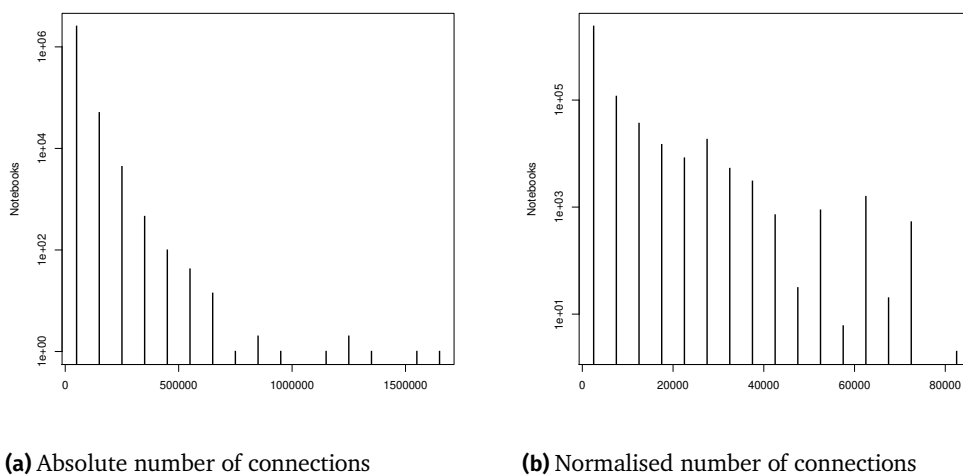 Notebooks
1e+06
1e+04
1e+02
1e+00
0 500000 1000000 1500000
(a) Absolute number of connections
Notebooks
1e+05
1e+03
1e+01
0 20000 40000 60000 80000
(b) Normalised number of connections